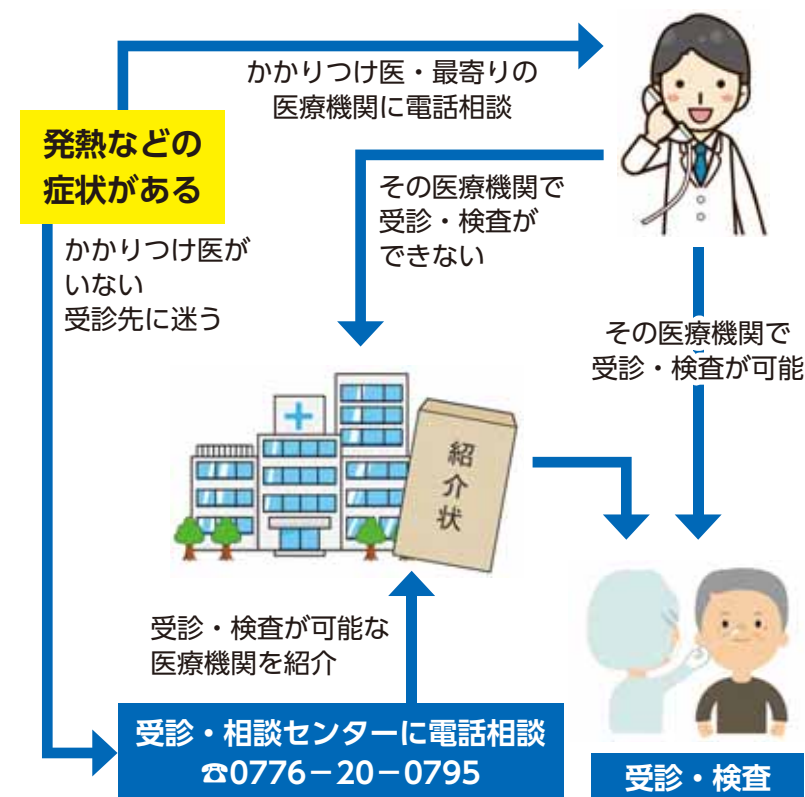 かかりつけ医・最寄りの
医療機関に電話相談
発熱などの
症状がある
その医療機関で
受診・検査が
できない
かかりつけ医が
いない
受診先に迷う
その医療機関で
受診・検査が可能
紹介状
受診・検査が可能な
医療機関を紹介
受診・相談センターに電話相談
☎0776－20－0795
受診・検査